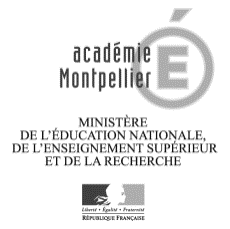 académie
Montpellier É
MINISTÈRE
DE L'ÉDUCATION NATIONALE,
DE L'ENSEIGNEMENT SUPÉRIEUR
ET DE LA RECHERCHE
Liberté • Égalité • Fraternité
RÉPUBLIQUE FRANÇAISE